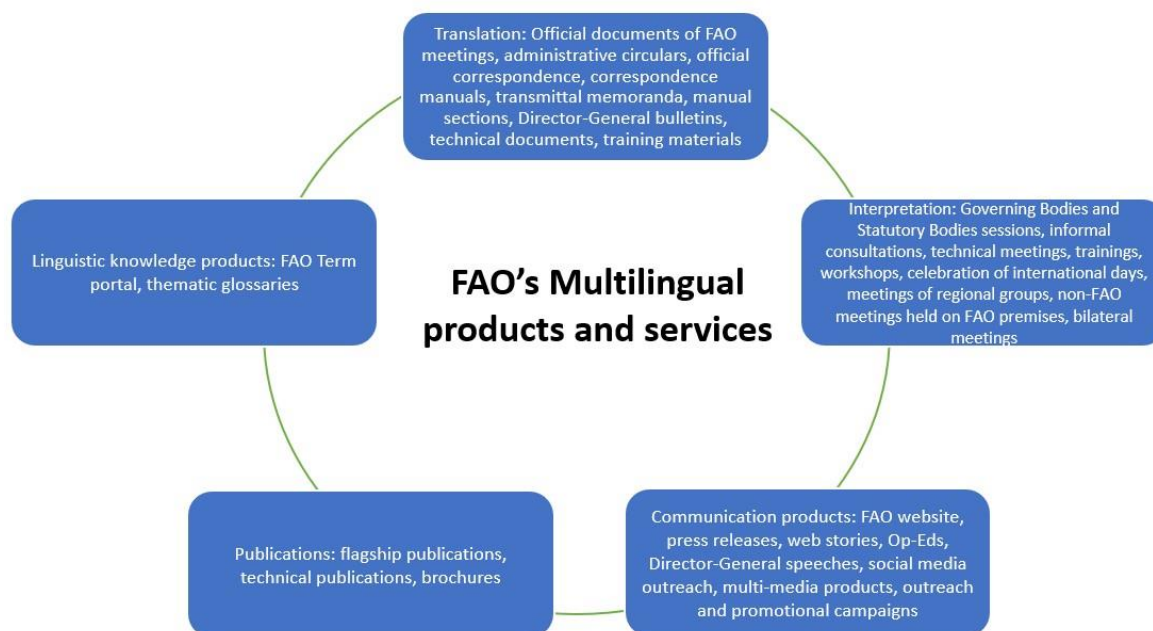 Translation: Official documents of FAO
meetings, administrative circulars, official
correspondence, correspondence
manuals, transmittal memoranda, manual
sections, Director-General bulletins,
technical documents, training materials
Interpretation: Governing Bodies and
Statutory Bodies sessions, informal
consultations, technical meetings, trainings,
workshops, celebration of international days,
meetings of regional groups, non-FAO
meetings held on FAO premises, bilateral
meetings
Linguistic knowledge products: FAO Term
portal, thematic glossaries
FAO’s Multilingual
products and services
Communication products: FAO website,
press releases, web stories, Op-Eds,
Director-General speeches, social media
outreach, multi-media products, outreach
and promotional campaigns
Publications: flagship publications,
technical publications, brochures